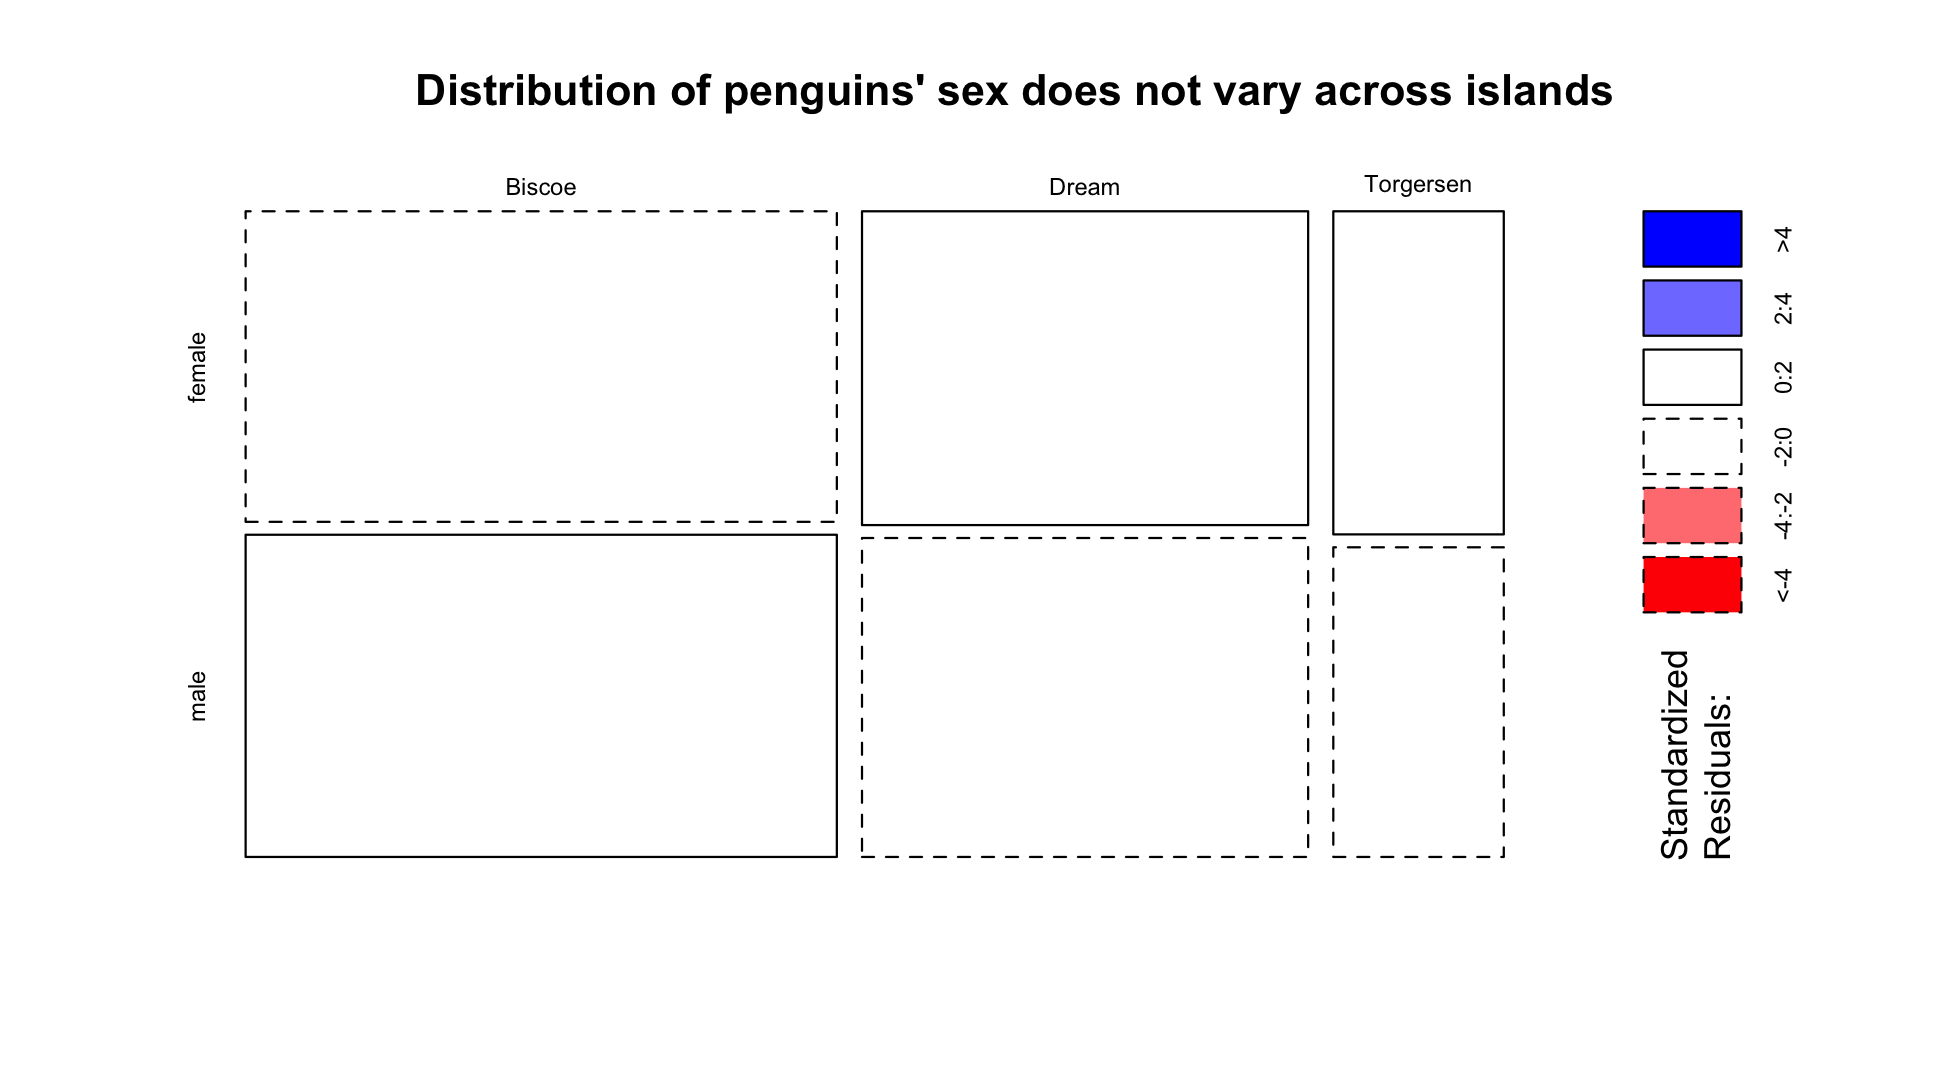 Distribution of penguins' sex does not vary across islands
Biscoe
Dream
Torgersen
female
male
>4
2:4
0:2
-2:0
-4:-2
<-4
Standardized
Residuals: